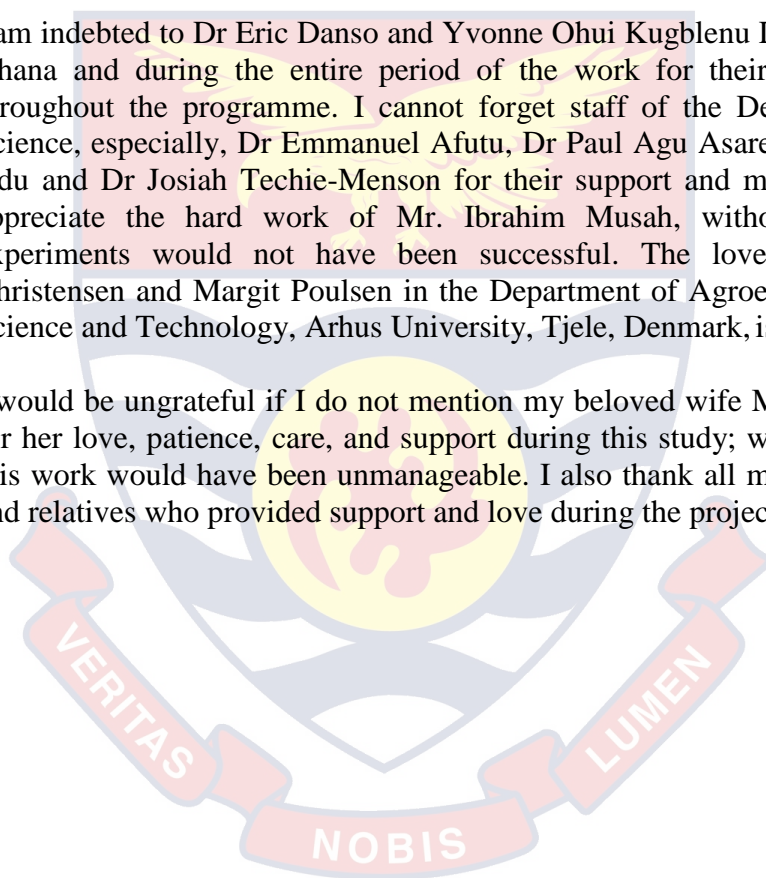 am indebted to Dr Eric Danso and Yvonne Ohui Kugblenu
hana and during the entire period of the work for their
roughout the programme. I cannot forget staff of the De
cience, especially, Dr Emmanuel Afutu, Dr Paul Agu Asare
du and Dr Josiah Techie-Menson for their support and m
ppreciate the hard work of Mr. Ibrahim Musah, witho
xperiments would not have been successful. The love
hristensen and Margit Poulsen in the Department of Agroe
cience and Technology, Arhus University, Tjele, Denmark, is
would be ungrateful if I do not mention my beloved wife M
r her love, patience, care, and support during this study; w
is work would have been unmanageable. I also thank all m
nd relatives who provided support and love during the projec
VERITAS
NOBIS
LUMEN